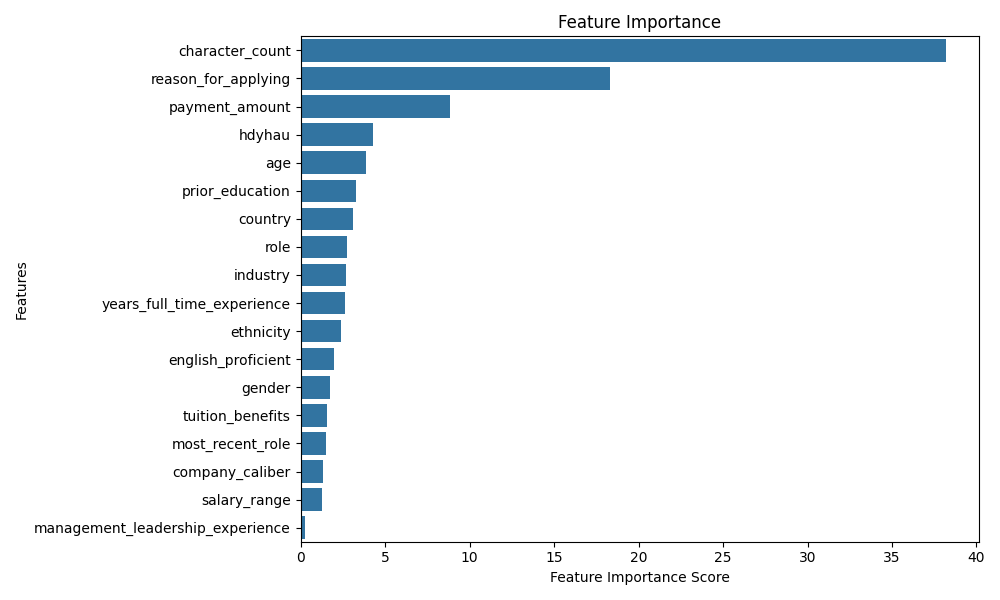 Feature Importance
character_count
reason_for_applying
payment_amount
hdyhau
age
prior_education
country
role
industry
years_full_time_experience
ethnicity
english_proficient
gender
tuition_benefits
most_recent_role
company_caliber
salary_range
management_leadership_experience
Features
0 5 10 15 20 25 30 35 40
Feature Importance Score